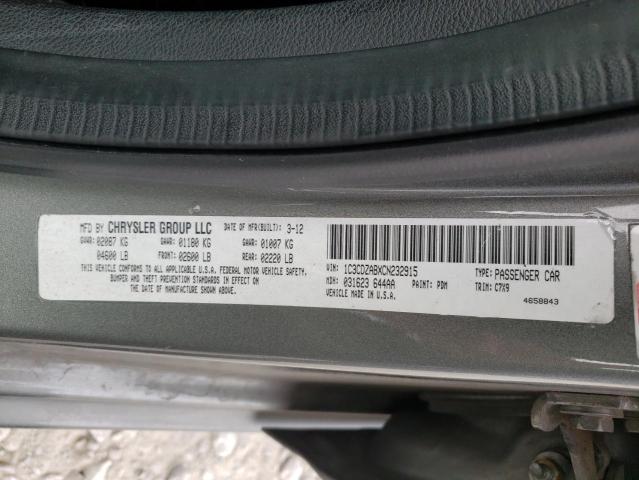 MFD BY CHRYSLER GROUP LLC DATE OF MFR(BUILT): 3-12
GVWR: 02087 KG GAWR: 01180 KG GAWR: 01007 KG
04600 LB FRONT: 02600 LB REAR: 02220 LB
THIS VEHICLE CONFORMS TO ALL APPLICABLE U.S.A. FEDERAL MOTOR VEHICLE SAFETY,
BUMPER AND THEFT PREVENTION STANDARDS IN EFFECT ON
THE DATE OF MANUFACTURE SHOWN ABOVE.
VIN: 1C3CDZABXCN232915 TYPE: PASSENGER CAR
MDH: 031623 644AA PAINT: PDM TRIM: C7X9
VEHICLE MADE IN U.S.A. 4658843